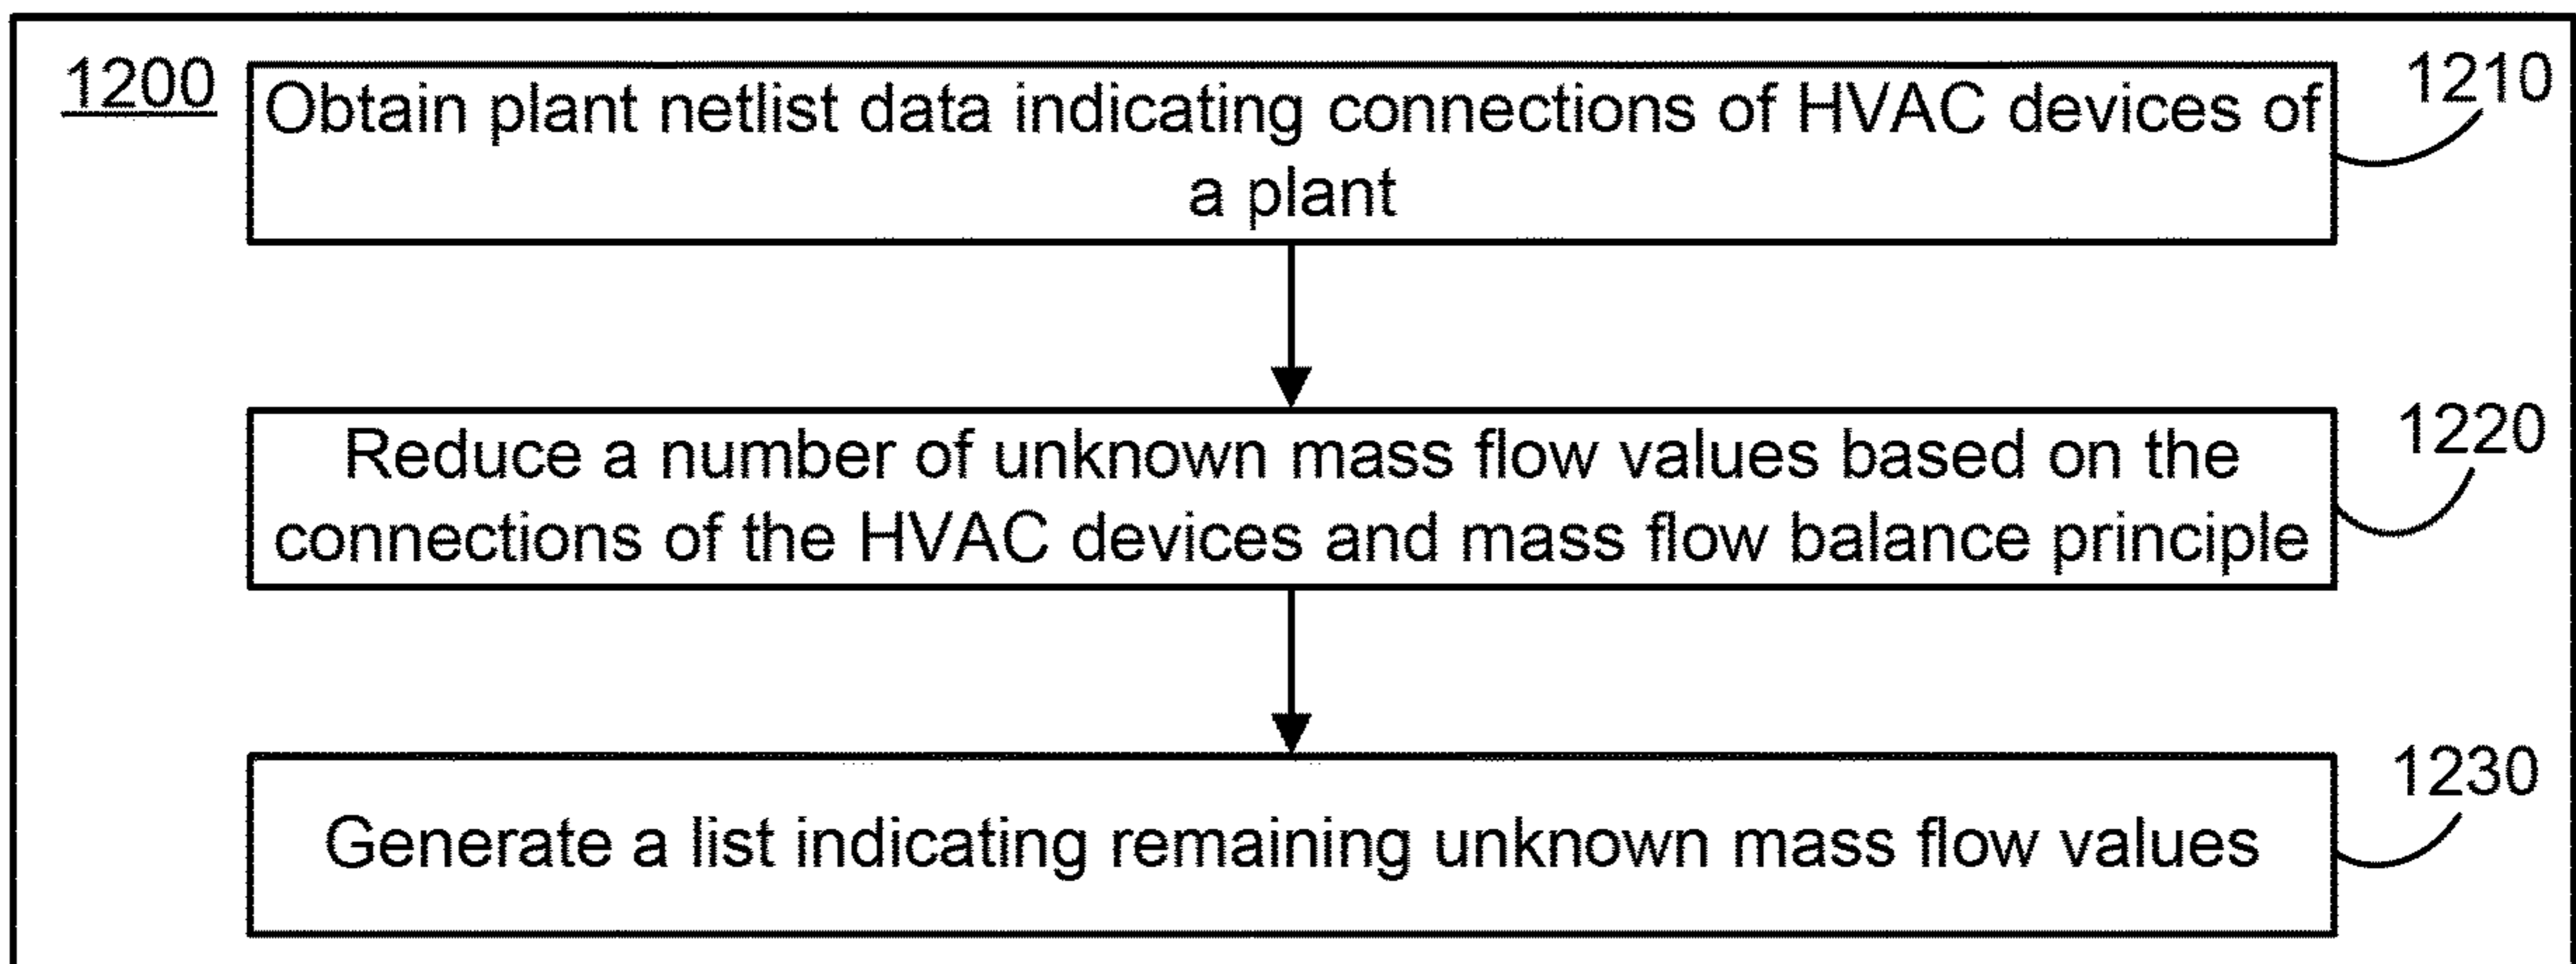 1200
Obtain plant netlist data indicating connections of HVAC devices of
a plant
1210
Reduce a number of unknown mass flow values based on the
connections of the HVAC devices and mass flow balance principle
1220
Generate a list indicating remaining unknown mass flow values
1230